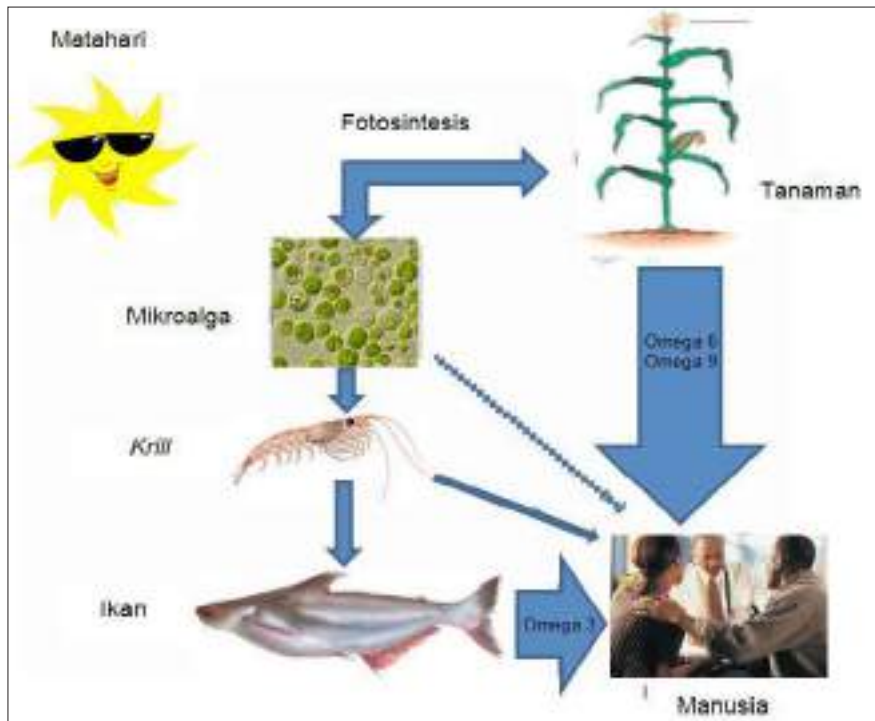 Matahari
Fotosintesis
Tanaman
Mikroalga
Omega 6
Omega 9
Krill
Ikan
Omega 3
Manusia